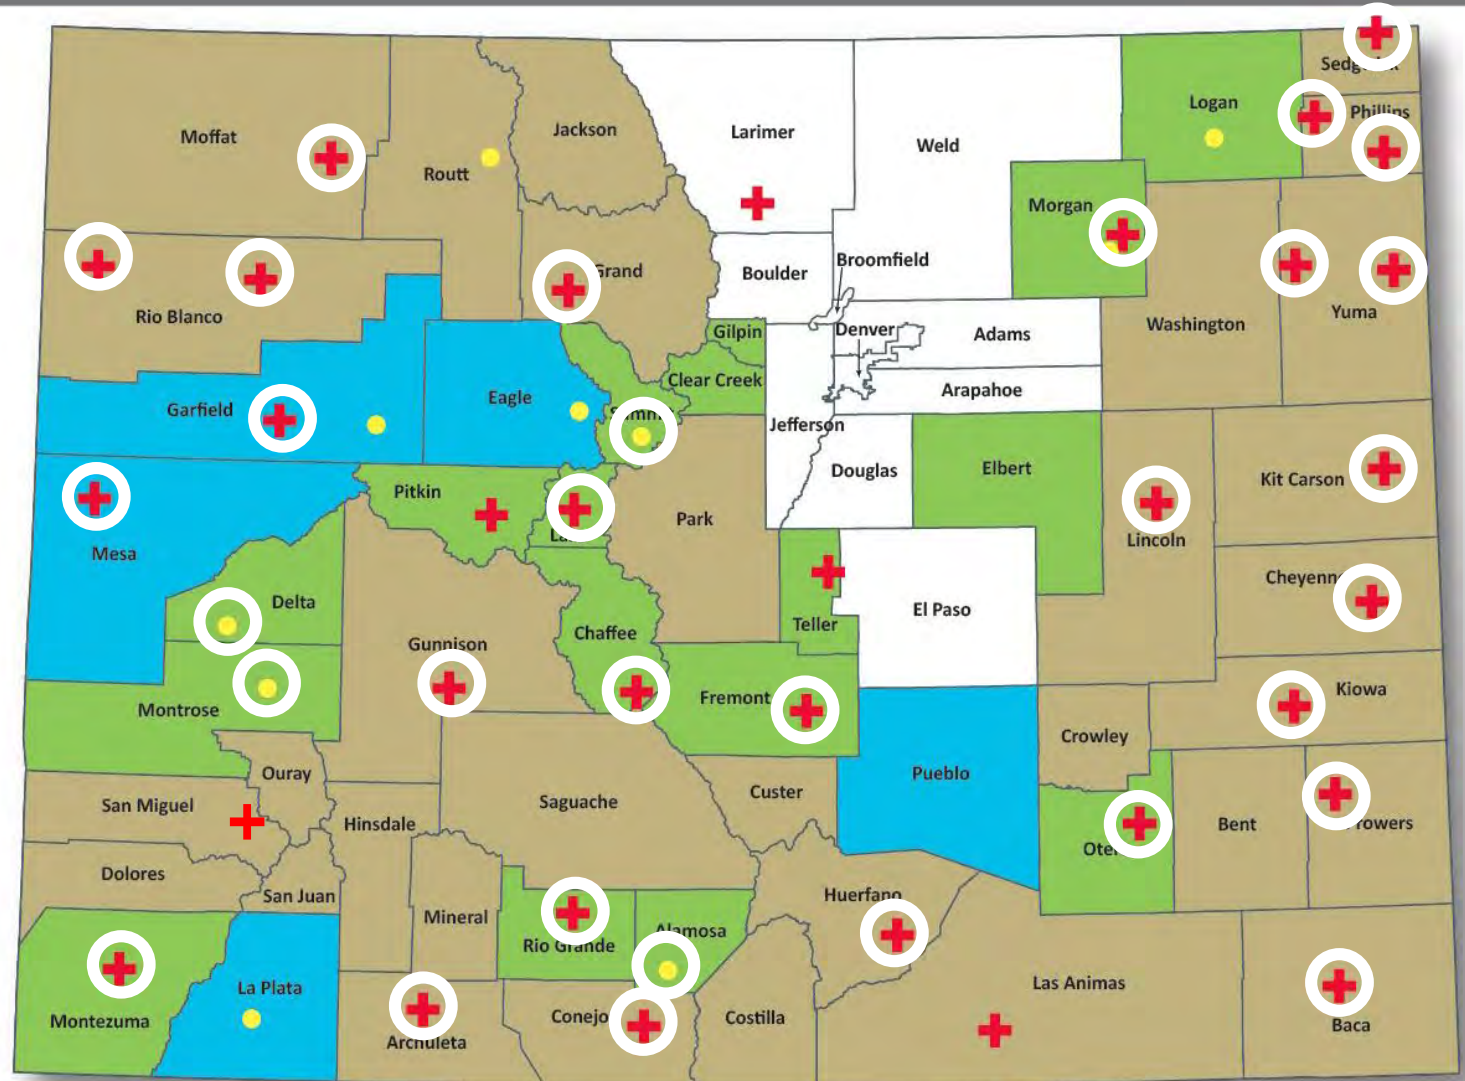 Moffat
Jackson
Larimer
Weld
Logan
Phillips
Routt
Morgan
Rio Blanco
Grand
Boulder
Broomfield
Washington
Yuma
Gilpin
Denver
Adams
Clear Creek
Arapahoe
Garfield
Eagle
Jefferson
Douglas
Elbert
Kit Carson
Pitkin
Park
Lincoln
Mesa
Delta
Gunnison
Chaffee
Teller
El Paso
Montrose
Fremont
Kiowa
Crowley
Ouray
Pueblo
San Miguel
Hinsdale
Saguache
Custer
Bent
Dolores
San Juan
Mineral
Rio Grande
Alamosa
Huerfano
Montezuma
La Plata
Archuleta
Costilla
Las Animas
Baca